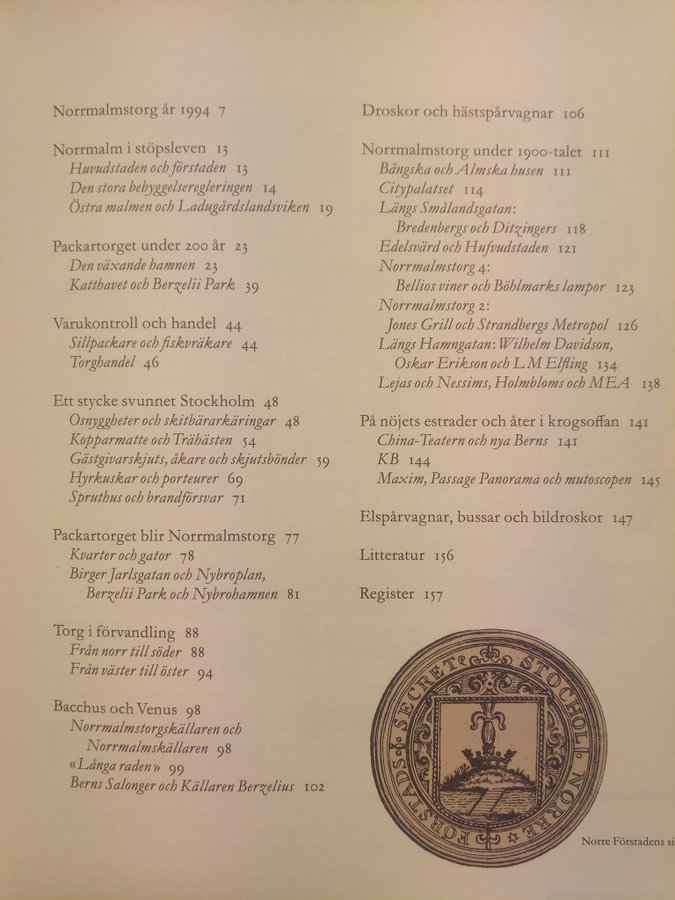 Norrmalmstorg år 1994 7
Norrmalm i stöpsleven 13
Huvudstaden och förstaden 13
Den stora bebyggelseregleringen 14
Östra malmen och Ladugårdslandsviken 19
Packartorget under 200 år 23
Den växande hamnen 23
Katthavet och Berzelii Park 39
Varukontroll och handel 44
Sillpackare och fiskvräkare 44
Torghandel 46
Ett stycke svunnet Stockholm 48
Osnyggheter och skitbärarkäringar 48
Kopparmatte och Trähästen 54
Gästgivarskjuts, åkare och skjutsbönder 59
Hyrkuskar och porteurer 69
Spruthus och brandförsvar 71
Packartorget blir Norrmalmstorg 77
Kvarter och gator 78
Birger Jarlsgatan och Nybroplan,
Berzelii Park och Nybrohamnen 81
Torg i förvandling 88
Från norr till söder 88
Från väster till öster 94
Bacchus och Venus 98
Norrmalmstorgskällaren och
Norrmalmskällaren 98
«Långa raden» 99
Berns Salonger och Källaren Berzelius 102
Droskor och hästspårvagnar 106
Norrmalmstorg under 1900-talet 111
Bångska och Almska husen 111
Citypalatset 114
Längs Smålandsgatan:
Bredenbergs och Ditzingers 118
Edelsvärd och Hufvudstaden 121
Norrmalmstorg 4:
Bellios viner och Böhlmarks lampor 123
Norrmalmstorg 2:
Jones Grill och Strandbergs Metropol 126
Längs Hamngatan: Wilhelm Davidson,
Oskar Erikson och L M Elfling 134
Lejas och Nessims, Holmbloms och MEA 138
På nöjets estrader och åter i krogsoffan 141
China-Teatern och nya Berns 141
KB 144
Maxim, Passage Panorama och mutoscopen 145
Elspårvagnar, bussar och bildroskor 147
Litteratur 156
Register 157
SECRET STOCHOL NORRE FÖRSTADS
Norre Förstadens si